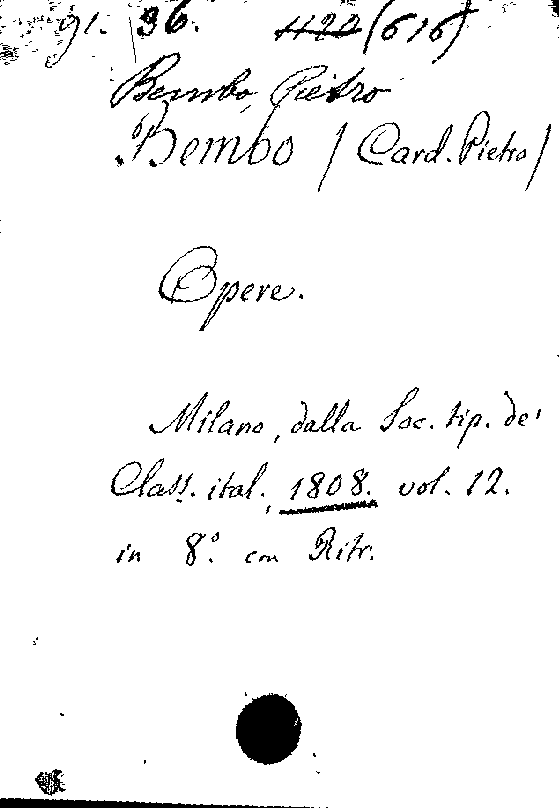 91. 36. 1122 (616)
Bembo, Pietro
Bembo / Card. Pietro /
Opere.
Milano, dalla Soc. tip. de'
Class. ital., 1808. vol. 12.
in 8.° con Ritr.